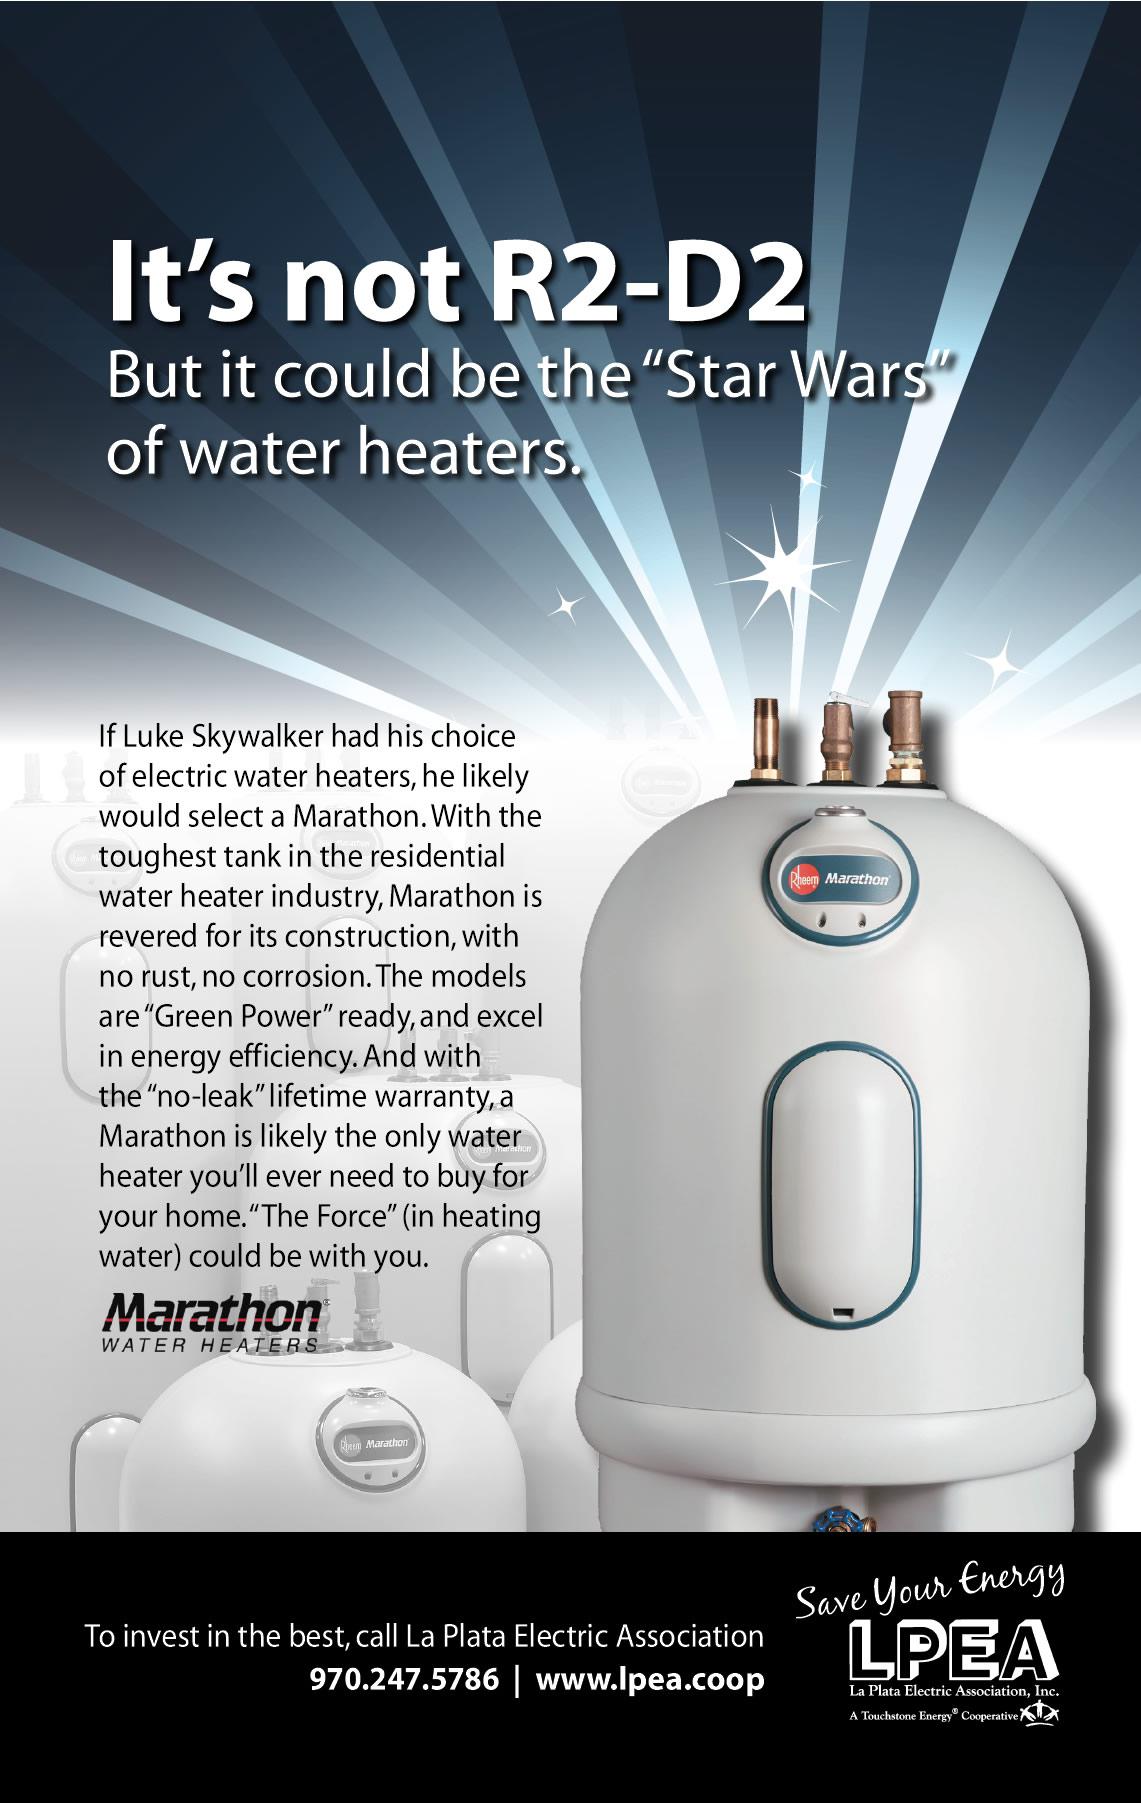 It's not R2-D2
But it could be the “Star Wars”
of water heaters.
If Luke Skywalker had his choice
of electric water heaters, he likely
would select a Marathon. With the
toughest tank in the residential
water heater industry, Marathon is
revered for its construction, with
no rust, no corrosion. The models
are “Green Power” ready, and excel
in energy efficiency. And with
the “no-leak” lifetime warranty, a
Marathon is likely the only water
heater you’ll ever need to buy for
your home. “The Force” (in heating
water) could be with you.
Marathon®
WATER HEATERS
Rheem Marathon
Rheem Marathon
Marathon
To invest in the best, call La Plata Electric Association
970.247.5786 | www.lpea.coop
Save Your Energy
LPEA
La Plata Electric Association, Inc.
A Touchstone Energy® Cooperative